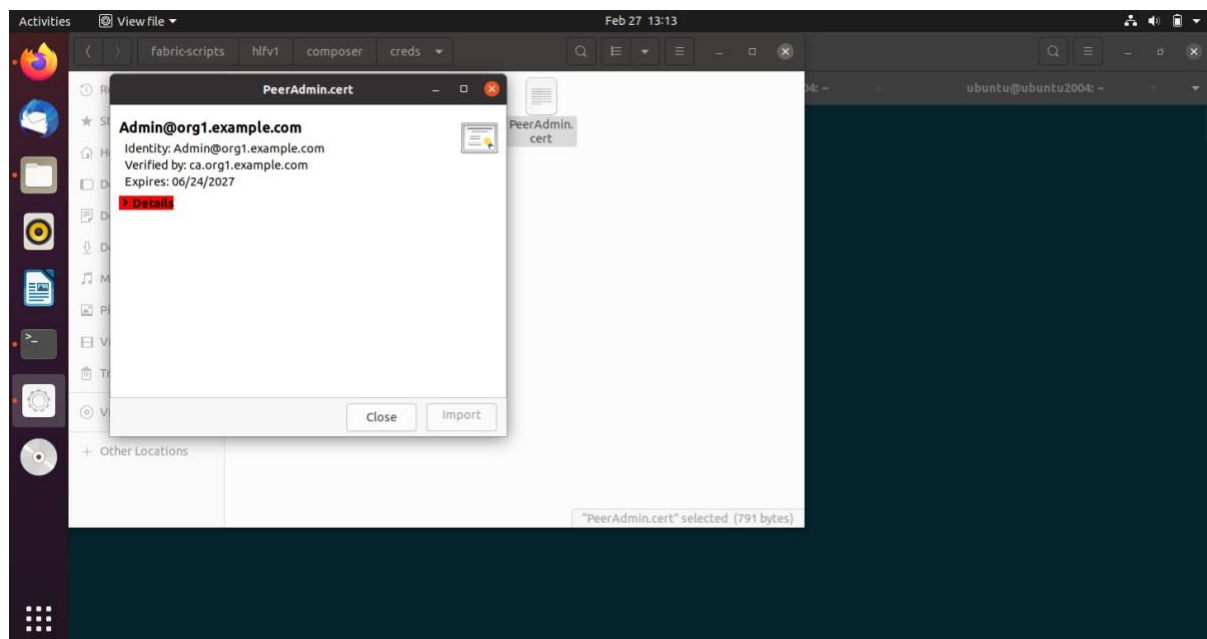 Activities View file Feb 27 13:13
fabric-scripts hlfv1 composer creds
PeerAdmin.cert
ubuntu@ubuntu2004: ~
Admin@org1.example.com
Identity: Admin@org1.example.com
Verified by: ca.org1.example.com
Expires: 06/24/2027
Details
PeerAdmin.
cert
Close Import
+ Other Locations
"PeerAdmin.cert" selected (791 bytes)